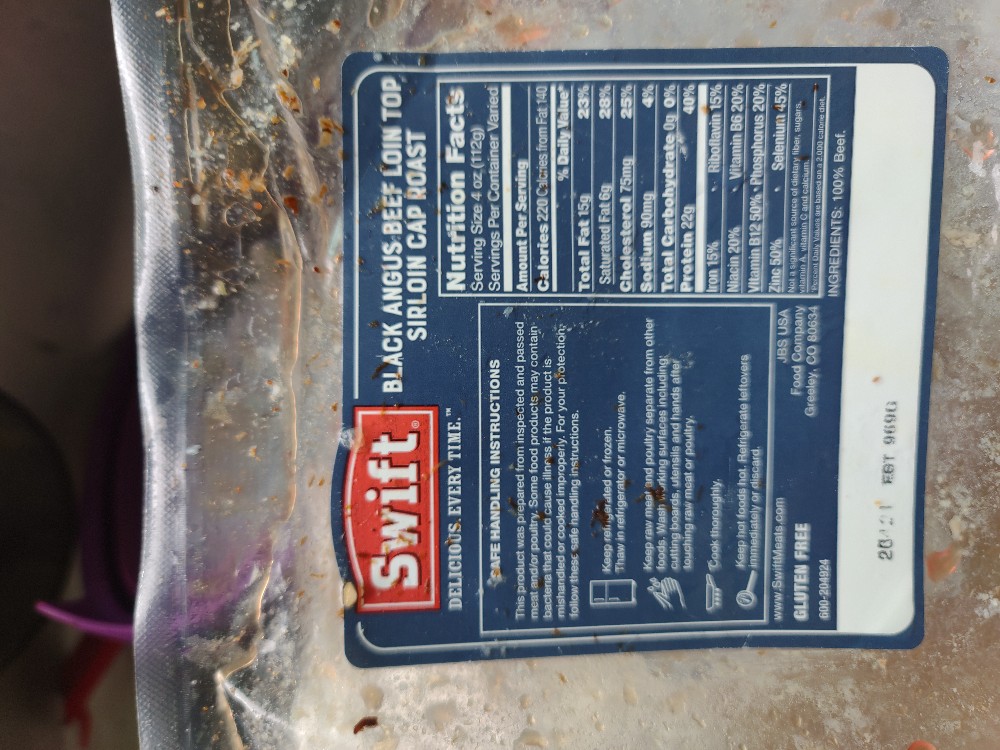 Swift®
DELICIOUS. EVERY TIME.™
BLACK ANGUS BEEF LOIN TOP
SIRLOIN CAP ROAST
SAFE HANDLING INSTRUCTIONS
This product was prepared from inspected and passed
meat and/or poultry. Some food products may contain
bacteria that could cause illness if the product is
mishandled or cooked improperly. For your protection,
follow these safe handling instructions.
Keep refrigerated or frozen.
Thaw in refrigerator or microwave.
Keep raw meat and poultry separate from other
foods. Wash working surfaces including
cutting boards, utensils and hands after
touching raw meat or poultry.
Cook thoroughly.
Keep hot foods hot. Refrigerate leftovers
immediately or discard.
www.SwiftMeats.com
GLUTEN FREE
600-204924
JBS USA
Food Company
Greeley, CO 80634
Nutrition Facts
Serving Size 4 oz (112g)
Servings Per Container Varied
Amount Per Serving
Calories 220 Calories from Fat 140
% Daily Value*
Total Fat 15g 23%
Saturated Fat 6g 28%
Cholesterol 75mg 25%
Sodium 90mg 4%
Total Carbohydrate 0g 0%
Protein 22g 40%
Iron 15% • Riboflavin 15%
Niacin 20% • Vitamin B6 20%
Vitamin B12 50% • Phosphorus 20%
Zinc 50% • Selenium 45%
Not a significant source of dietary fiber, sugars,
vitamin A, vitamin C and calcium.
Percent Daily Values are based on a 2,000 calorie diet.
INGREDIENTS: 100% Beef.
EST 969G